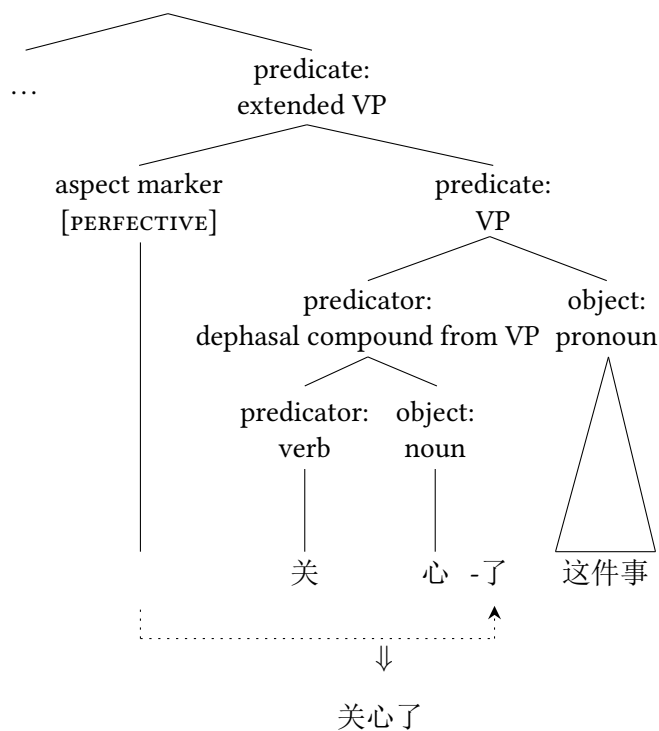 …
predicate:
extended VP
aspect marker
[PERFECTIVE]
predicate:
VP
predicator:
dephasal compound from VP
object:
pronoun
predicator:
verb
object:
noun
关
心 -了
这件事
⇓
关心了